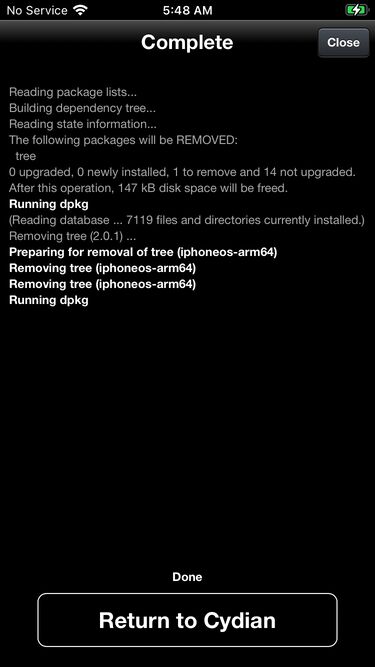 No Service
5:48 AM
Complete
Close
Reading package lists...
Building dependency tree...
Reading state information...
The following packages will be REMOVED:
tree
0 upgraded, 0 newly installed, 1 to remove and 14 not upgraded.
After this operation, 147 kB disk space will be freed.
Running dpkg
(Reading database ... 7119 files and directories currently installed.)
Removing tree (2.0.1) ...
Preparing for removal of tree (iphoneos-arm64)
Removing tree (iphoneos-arm64)
Removing tree (iphoneos-arm64)
Running dpkg
Done
Return to Cydian